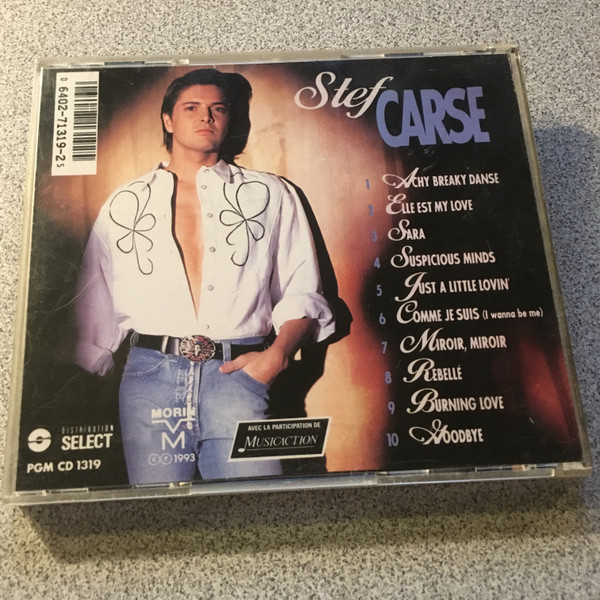 0 6402-71319-2 5
Stef
CARSE
1 ACHY BREAKY DANSE
2 ELLE EST MY LOVE
3 SARA
4 SUSPICIOUS MINDS
5 JUST A LITTLE LOVIN'
6 COMME JE SUIS (I wanna be me)
7 MIROIR, MIROIR
8 REBELLE
9 BURNING LOVE
10 GOODBYE
DISTRIBUTION
SELECT
PGM CD 1319
MORIN
M
© ℗ 1993
AVEC LA PARTICIPATION DE
MUSICACTION